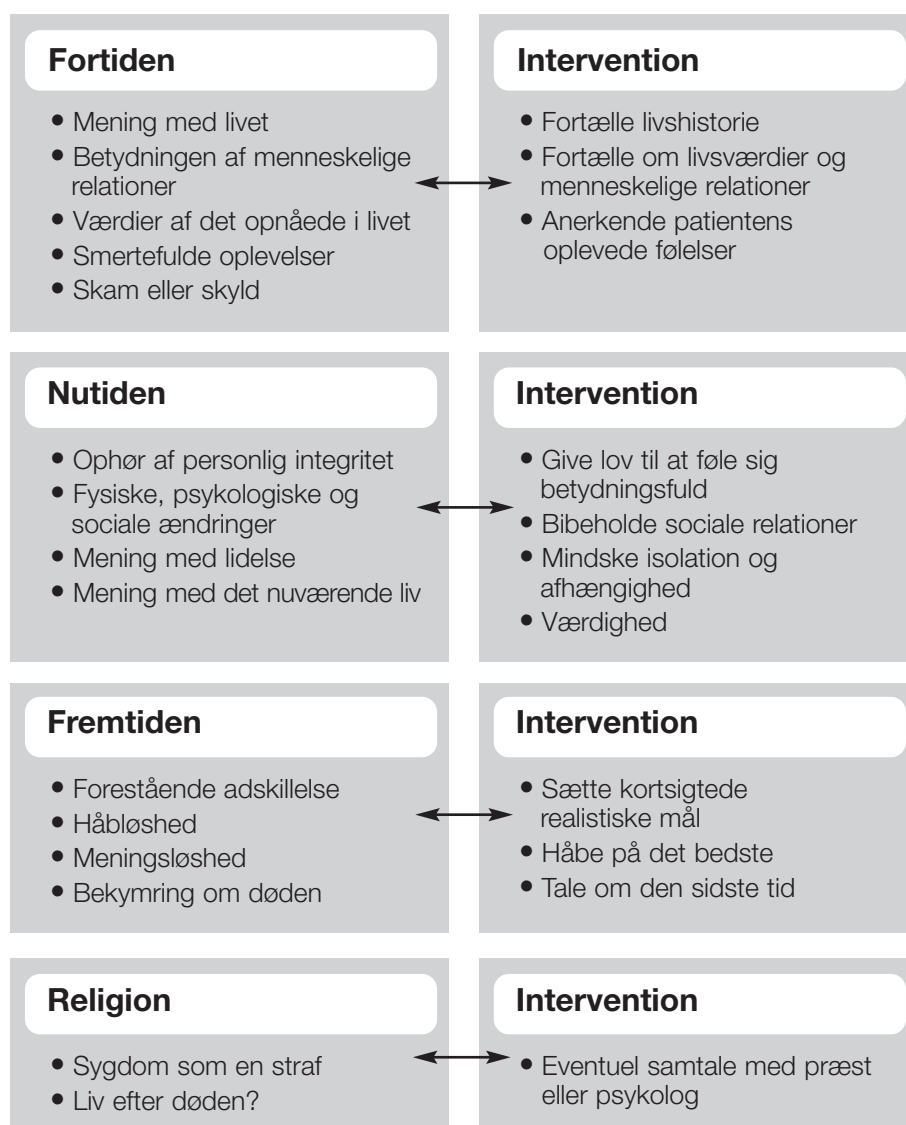 Fortiden
• Mening med livet
• Betydningen af menneskelige
relationer
• Værdier af det opnåede i livet
• Smertefulde oplevelser
• Skam eller skyld
Intervention
• Fortælle livshistorie
• Fortælle om livsværdier og
menneskelige relationer
• Anerkende patientens
oplevede følelser
Nutiden
• Ophør af personlig integritet
• Fysiske, psykologiske og
sociale ændringer
• Mening med lidelse
• Mening med det nuværende liv
Intervention
• Give lov til at føle sig
betydningsfuld
• Bibeholde sociale relationer
• Mindske isolation og
afhængighed
• Værdighed
Fremtiden
• Forestående adskillelse
• Håbløshed
• Meningsløshed
• Bekymring om døden
Intervention
• Sætte kortsigtede
realistiske mål
• Håbe på det bedste
• Tale om den sidste tid
Religion
• Sygdom som en straf
• Liv efter døden?
Intervention
• Eventuel samtale med præst
eller psykolog